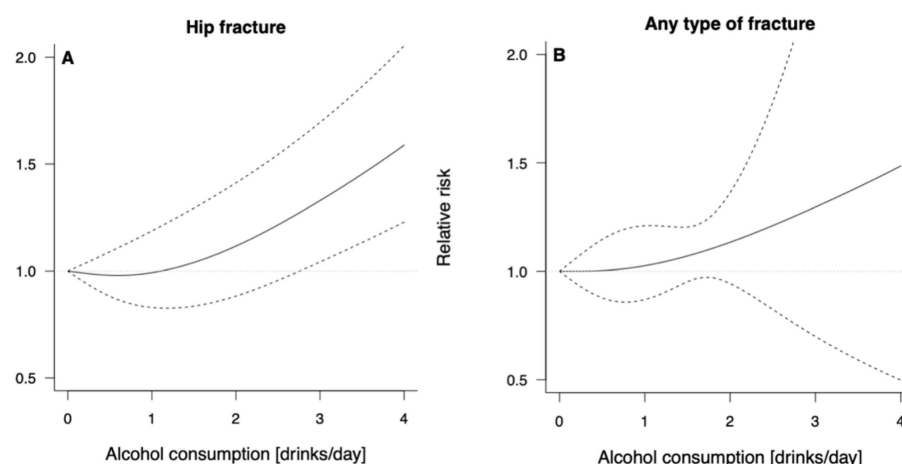 Hip fracture
A
2.0
1.5
1.0
0.5
0 1 2 3 4
Alcohol consumption [drinks/day]
Any type of fracture
B
Relative risk
2.0
1.5
1.0
0.5
0 1 2 3 4
Alcohol consumption [drinks/day]